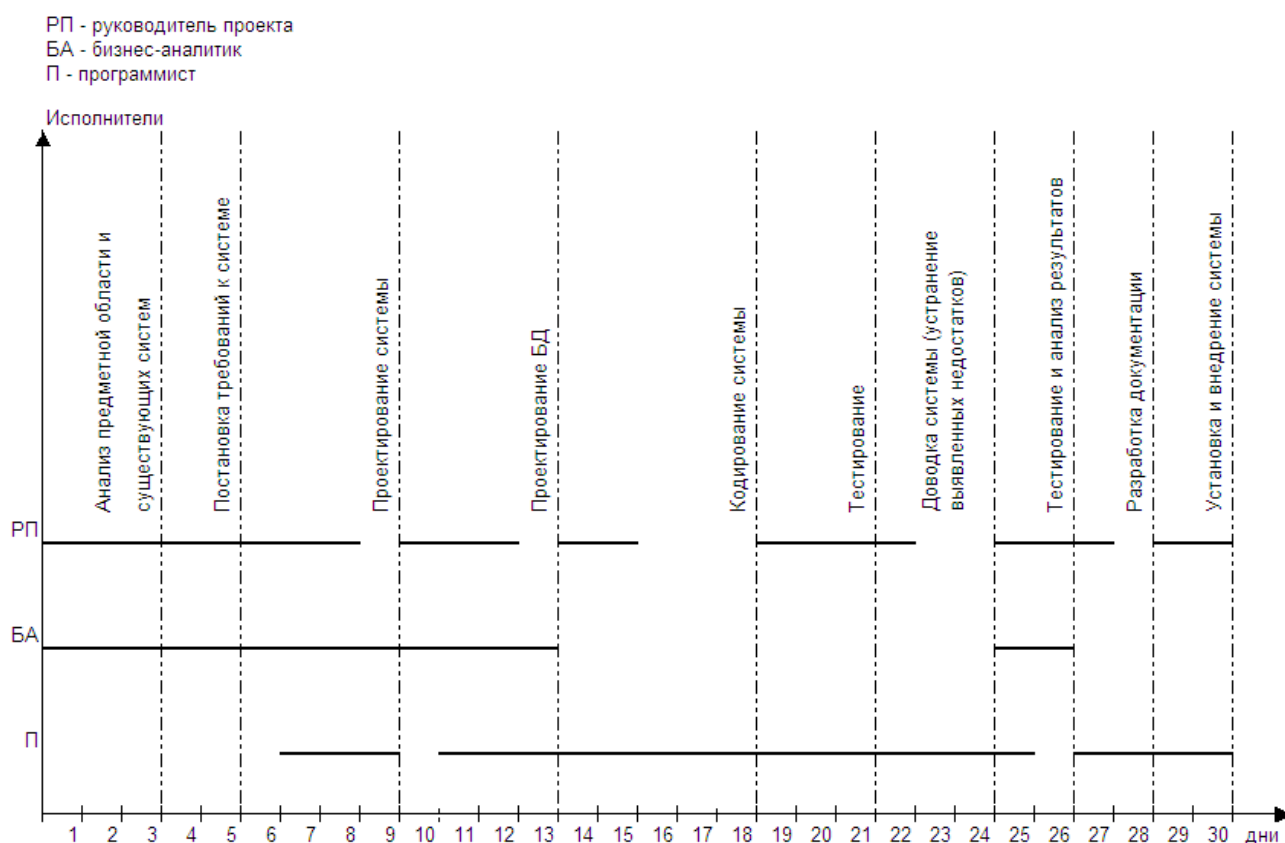 РП - руководитель проекта
БА - бизнес-аналитик
П - программист
Исполнители
Анализ предметной области и
существующих систем
Постановка требований к системе
Проектирование системы
Проектирование БД
Кодирование системы
Тестирование
Доводка системы (устранение
выявленных недостатков)
Тестирование и анализ результатов
Разработка документации
Установка и внедрение системы
РП
БА
П
1 2 3 4 5 6 7 8 9 10 11 12 13 14 15 16 17 18 19 20 21 22 23 24 25 26 27 28 29 30 дни